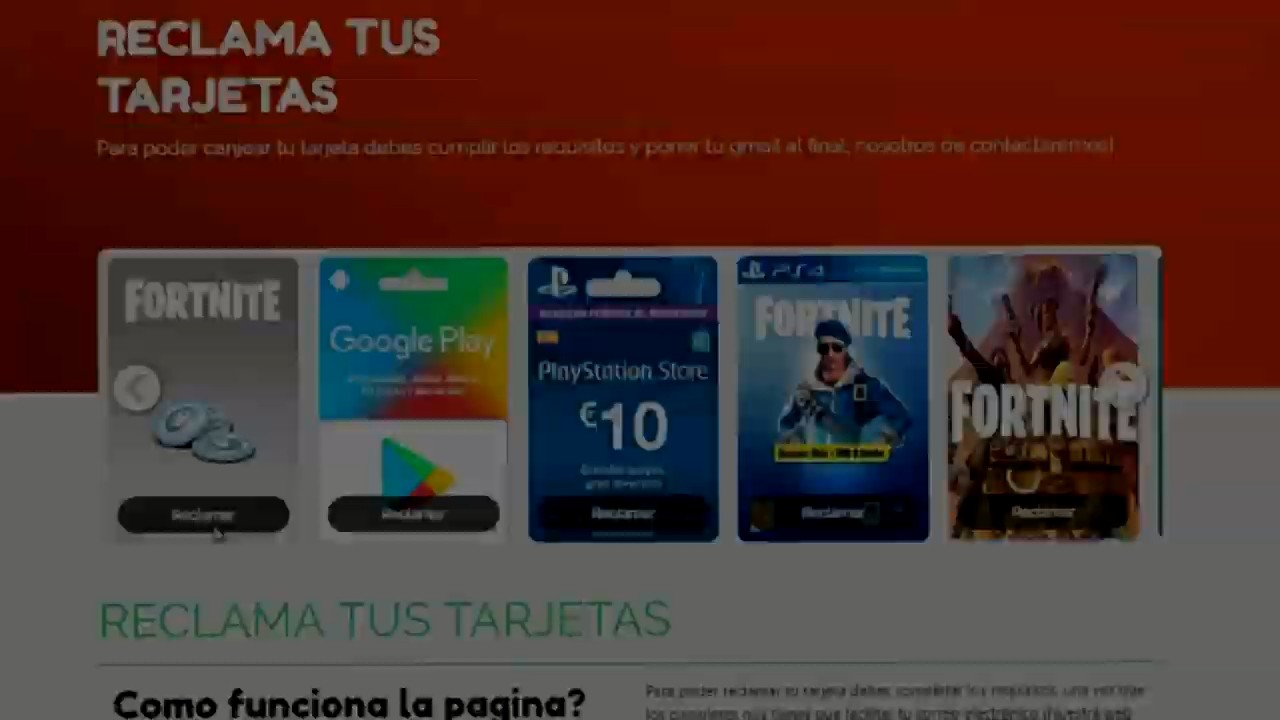 RECLAMA TUS
TARJETAS
Para poder canjear tu tarjeta debes cumplir los requisitos y poner tu gmail al final, nosotros de contactaremos!
FORTNITE
Google Play
PlayStation Store
€10
PS4
FORTNITE
FORTNITE
Reclamar
Reclamar
Reclamar
Reclamar
Reclamar
RECLAMA TUS TARJETAS
Como funciona la pagina?
Para poder reclamar tu tarjeta debes completar los requisitos, una vez que